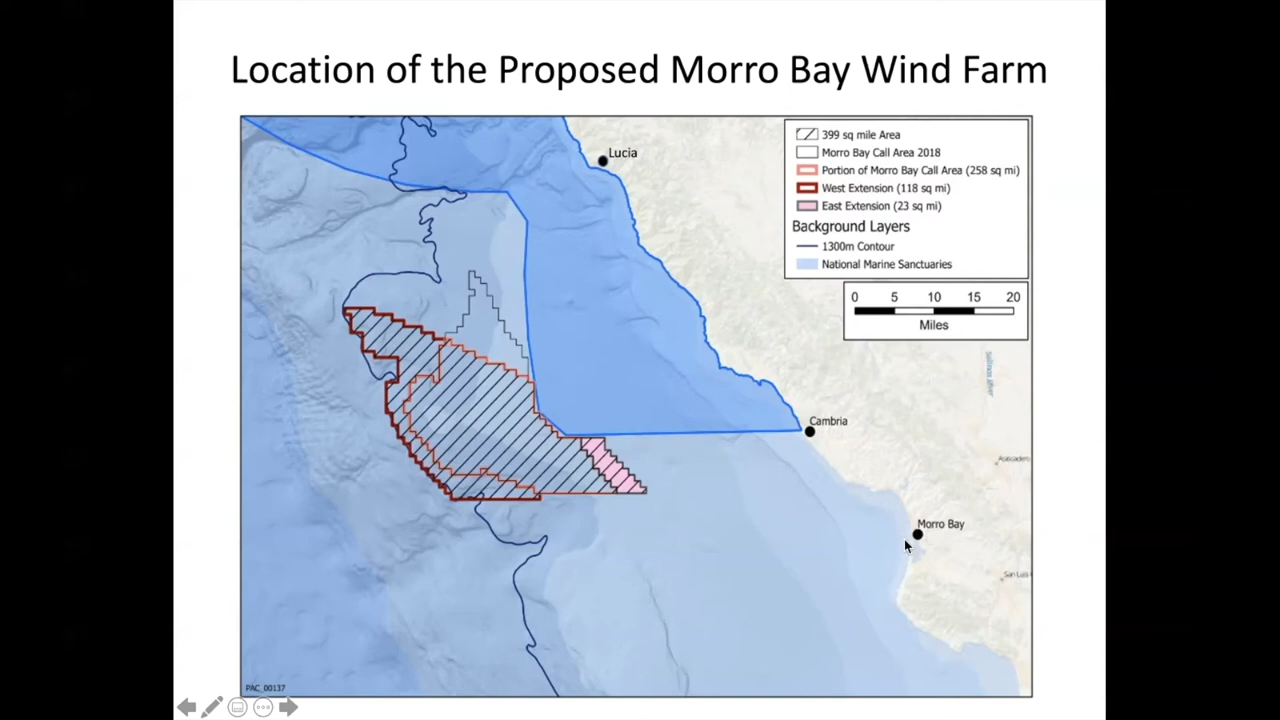 Location of the Proposed Morro Bay Wind Farm
399 sq mile Area
Morro Bay Call Area 2018
Portion of Morro Bay Call Area (258 sq mi)
West Extension (118 sq mi)
East Extension (23 sq mi)
Background Layers
1300m Contour
National Marine Sanctuaries
0 5 10 15 20
Miles
Lucia
Cambria
Morro Bay
San Luis
PAC_00137